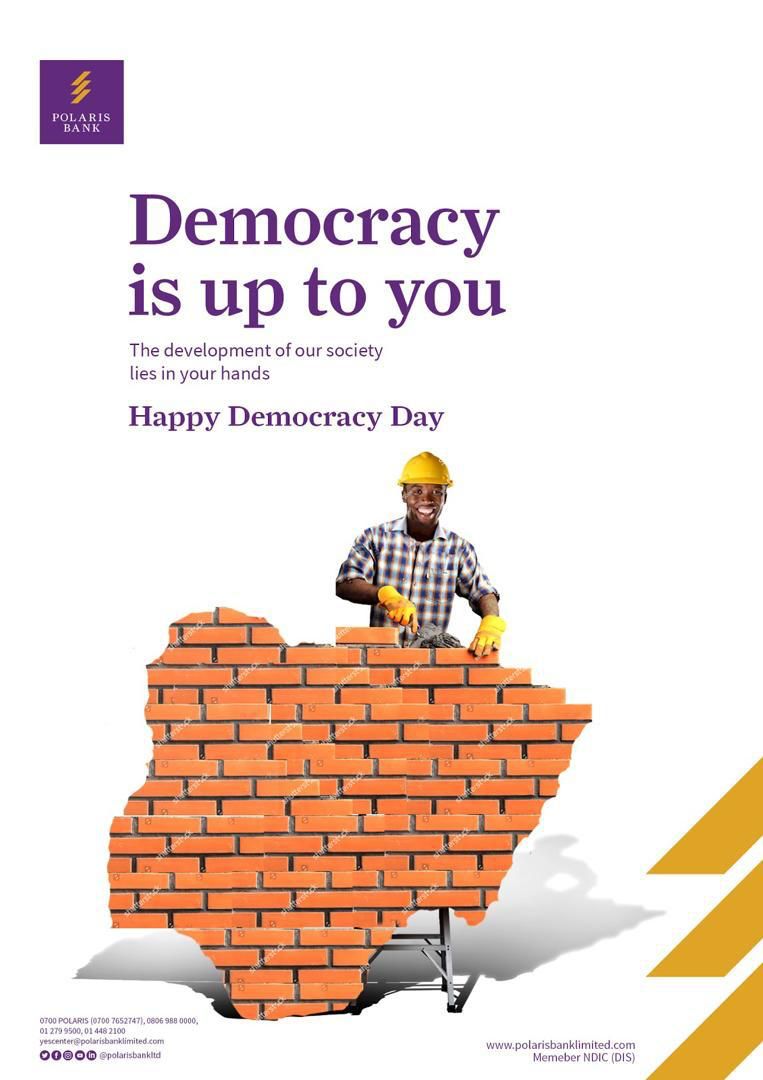 POLARIS
BANK
Democracy
is up to you
The development of our society
lies in your hands
Happy Democracy Day
shutterstock
0700 POLARIS (0700 7652747), 0806 988 0000,
01 279 9500, 01 448 2100
yescenter@polarisbanklimited.com
@polarisbankltd
www.polarisbanklimited.com
Memeber NDIC (DIS)